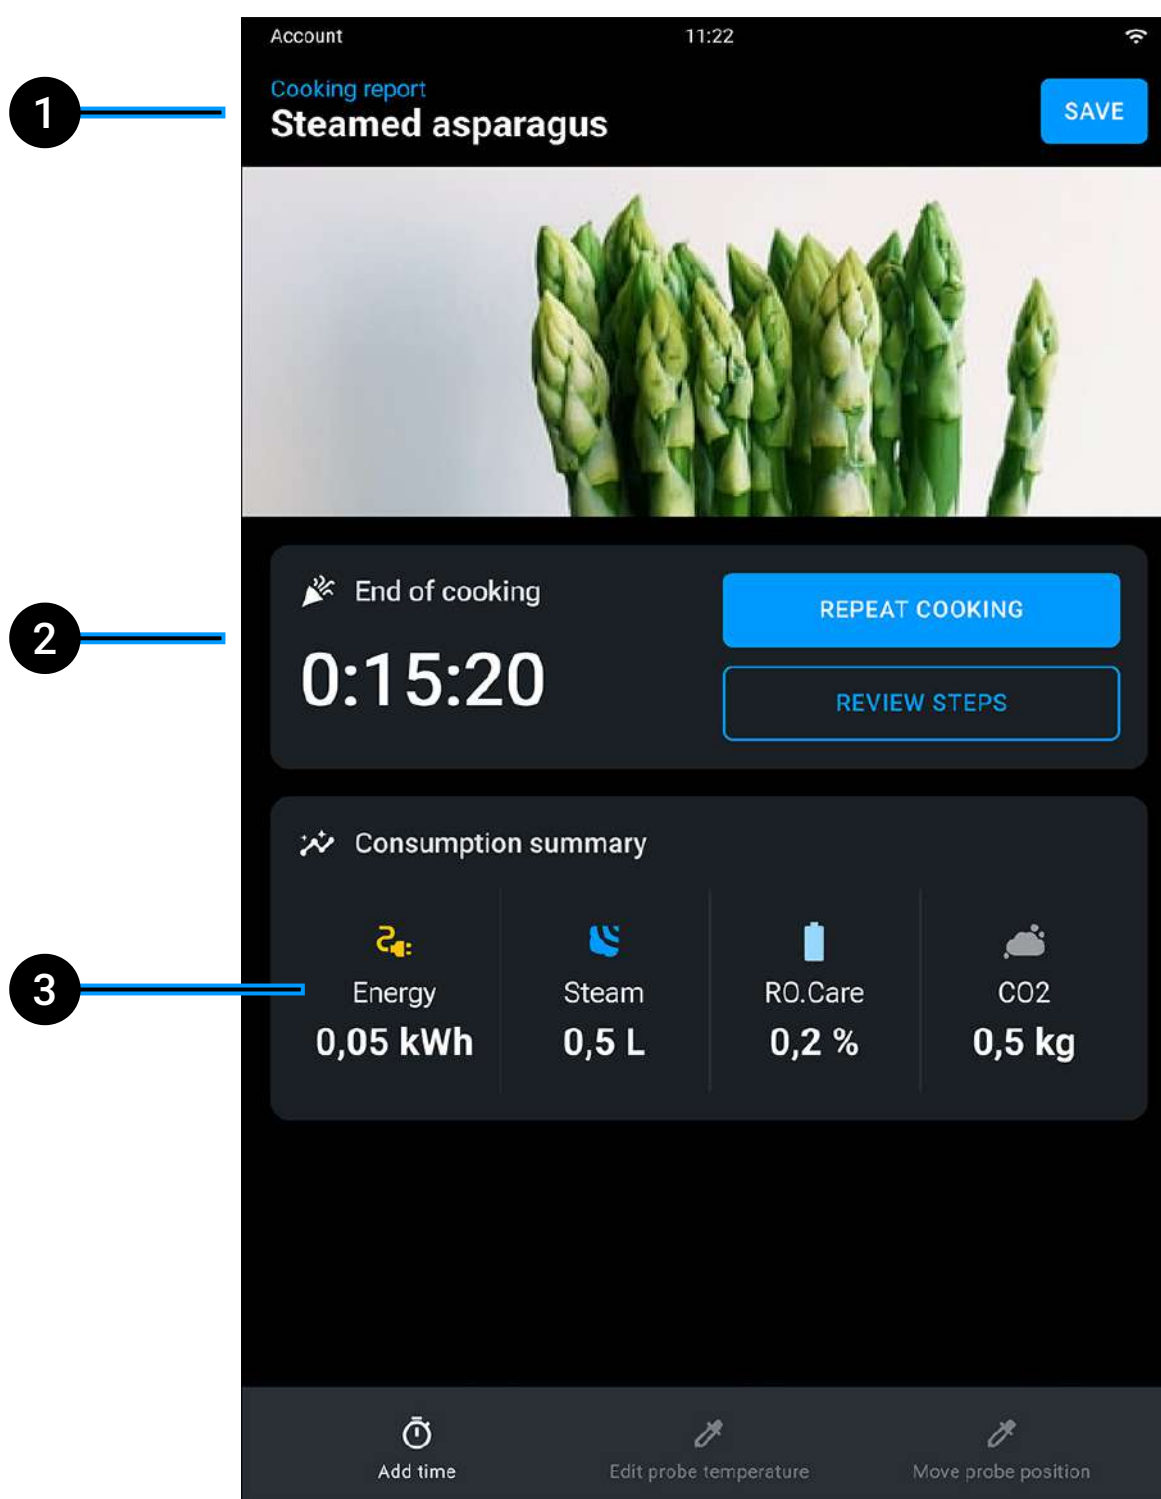 Account 11:22
1
Cooking report
Steamed asparagus
SAVE
2
End of cooking
0:15:20
REPEAT COOKING
REVIEW STEPS
Consumption summary
3
Energy Steam RO.Care CO2
0,05 kWh 0,5 L 0,2 % 0,5 kg
Add time Edit probe temperature Move probe position